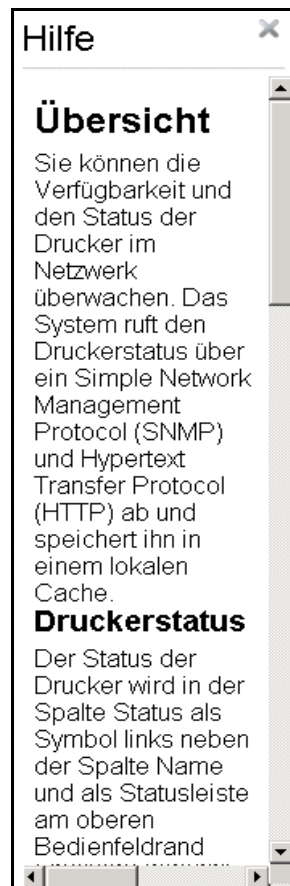 Hilfe
Übersicht
Sie können die
Verfügbarkeit und
den Status der
Drucker im
Netzwerk
überwachen. Das
System ruft den
Druckerstatus über
ein Simple Network
Management
Protocol (SNMP)
und Hypertext
Transfer Protocol
(HTTP) ab und
speichert ihn in
einem lokalen
Cache.
Druckerstatus
Der Status der
Drucker wird in der
Spalte Status als
Symbol links neben
der Spalte Name
und als Statusleiste
am oberen
Bedienfeldrand